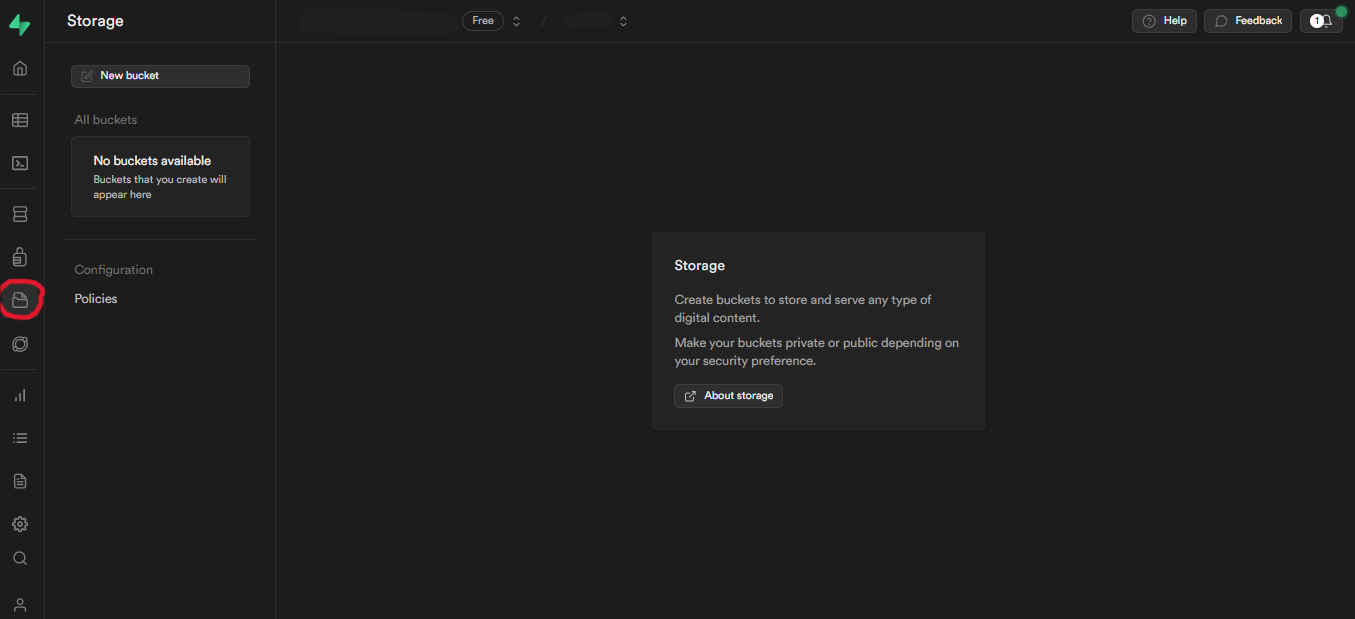 Storage
Free
/
Help
Feedback
1
New bucket
All buckets
No buckets available
Buckets that you create will
appear here
Configuration
Policies
Storage
Create buckets to store and serve any type of
digital content.
Make your buckets private or public depending on
your security preference.
About storage